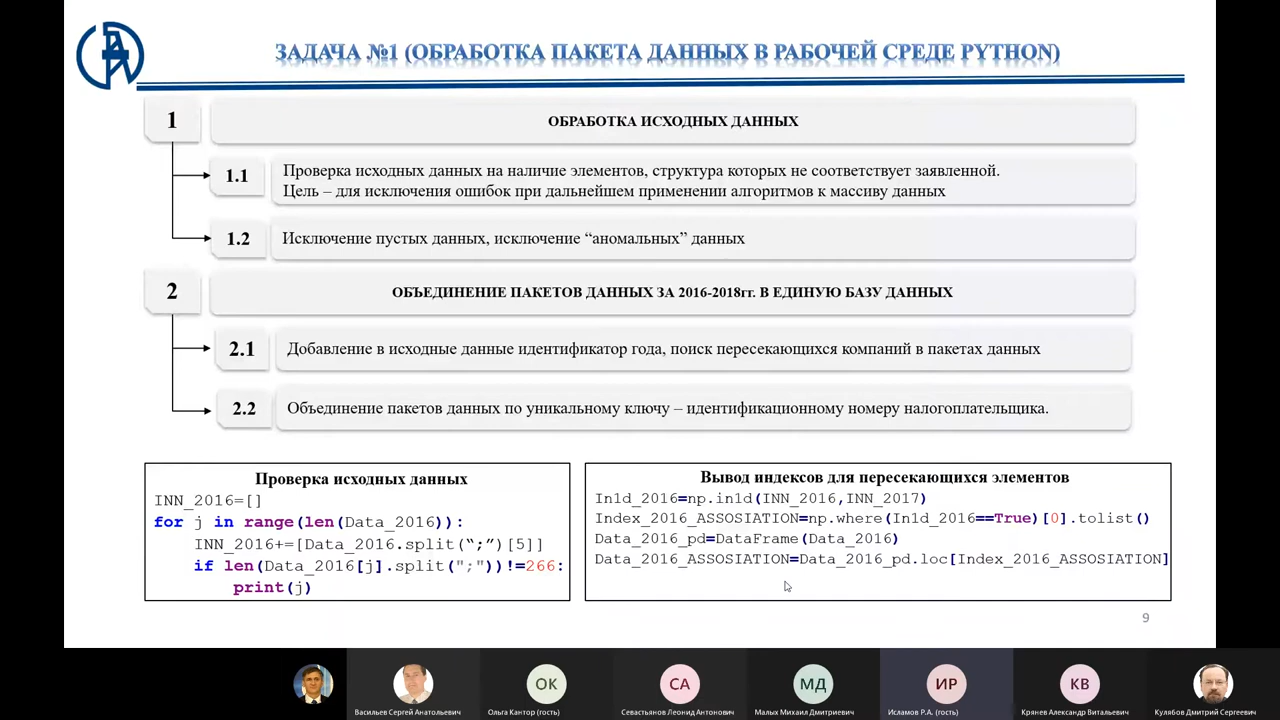 ЗАДАЧА №1 (ОБРАБОТКА ПАКЕТА ДАННЫХ В РАБОЧЕЙ СРЕДЕ PYTHON)
1
ОБРАБОТКА ИСХОДНЫХ ДАННЫХ
1.1
Проверка исходных данных на наличие элементов, структура которых не соответствует заявленной.
Цель – для исключения ошибок при дальнейшем применении алгоритмов к массиву данных
1.2
Исключение пустых данных, исключение “аномальных” данных
2
ОБЪЕДИНЕНИЕ ПАКЕТОВ ДАННЫХ ЗА 2016-2018гг. В ЕДИНУЮ БАЗУ ДАННЫХ
2.1
Добавление в исходные данные идентификатор года, поиск пересекающихся компаний в пакетах данных
2.2
Объединение пакетов данных по уникальному ключу – идентификационному номеру налогоплательщика.
Проверка исходных данных
INN_2016=[]
for j in range(len(Data_2016)):
INN_2016+=[Data_2016.split(“;”)[5]]
if len(Data_2016[j].split(";"))!=266:
print(j)
Вывод индексов для пересекающихся элементов
In1d_2016=np.in1d(INN_2016,INN_2017)
Index_2016_ASSOSIATION=np.where(In1d_2016==True)[0].tolist()
Data_2016_pd=DataFrame(Data_2016)
Data_2016_ASSOSIATION=Data_2016_pd.loc[Index_2016_ASSOSIATION]
9
ОК
СА
МД
ИР
КВ
Васильев Сергей Анатольевич
Ольга Кантор (гость)
Севастьянов Леонид Антонович
Малых Михаил Дмитриевич
Исламов Р.А. (гость)
Крянев Александр Витальевич
Кулябов Дмитрий Сергеевич